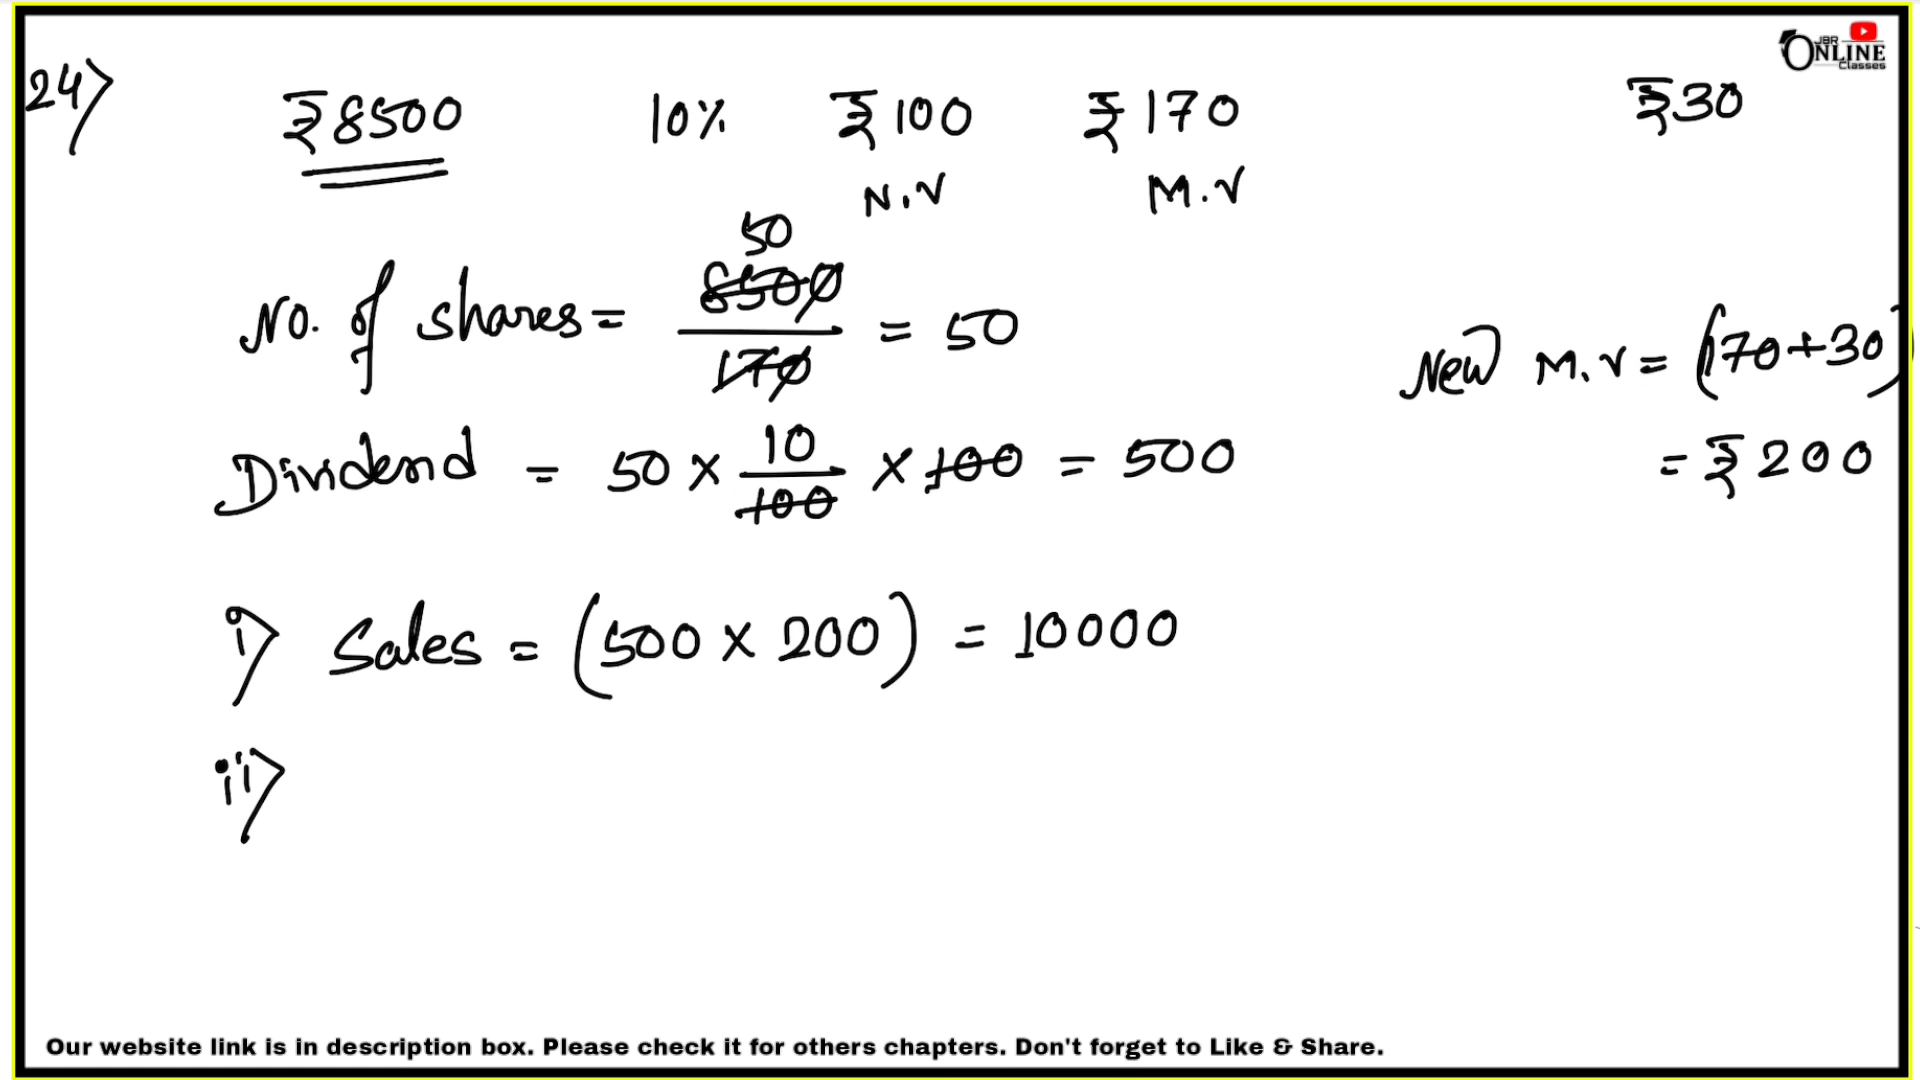 JBR
ONLINE
Classes
24)
₹8500 10% ₹100 ₹170 ₹30
N.V M.V
50
No. of shares = 8500/170 = 50
New M.V = (170+30)
Dividend = 50 × 10/100 × 100 = 500
= ₹200
i) Sales = (500 × 200) = 10000
ii)
Our website link is in description box. Please check it for others chapters. Don't forget to Like & Share.